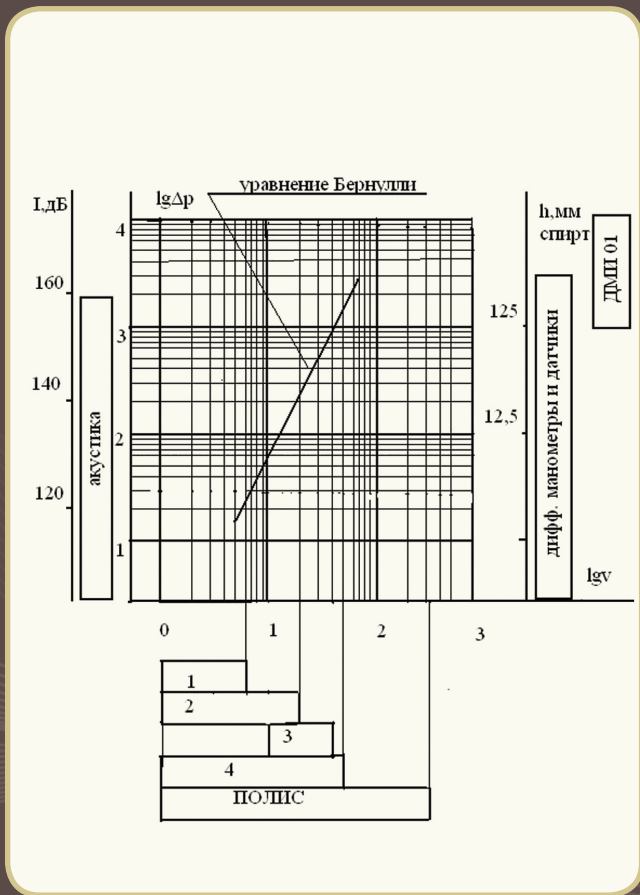 уравнение Бернулли
I,дБ
lgΔp
h,мм
спирт
ДМИ 01
4
160
125
3
140
12,5
2
акустика
дифф. манометры и датчики
120
1
lgv
0
1
2
3
1
2
3
4
ПОЛИС